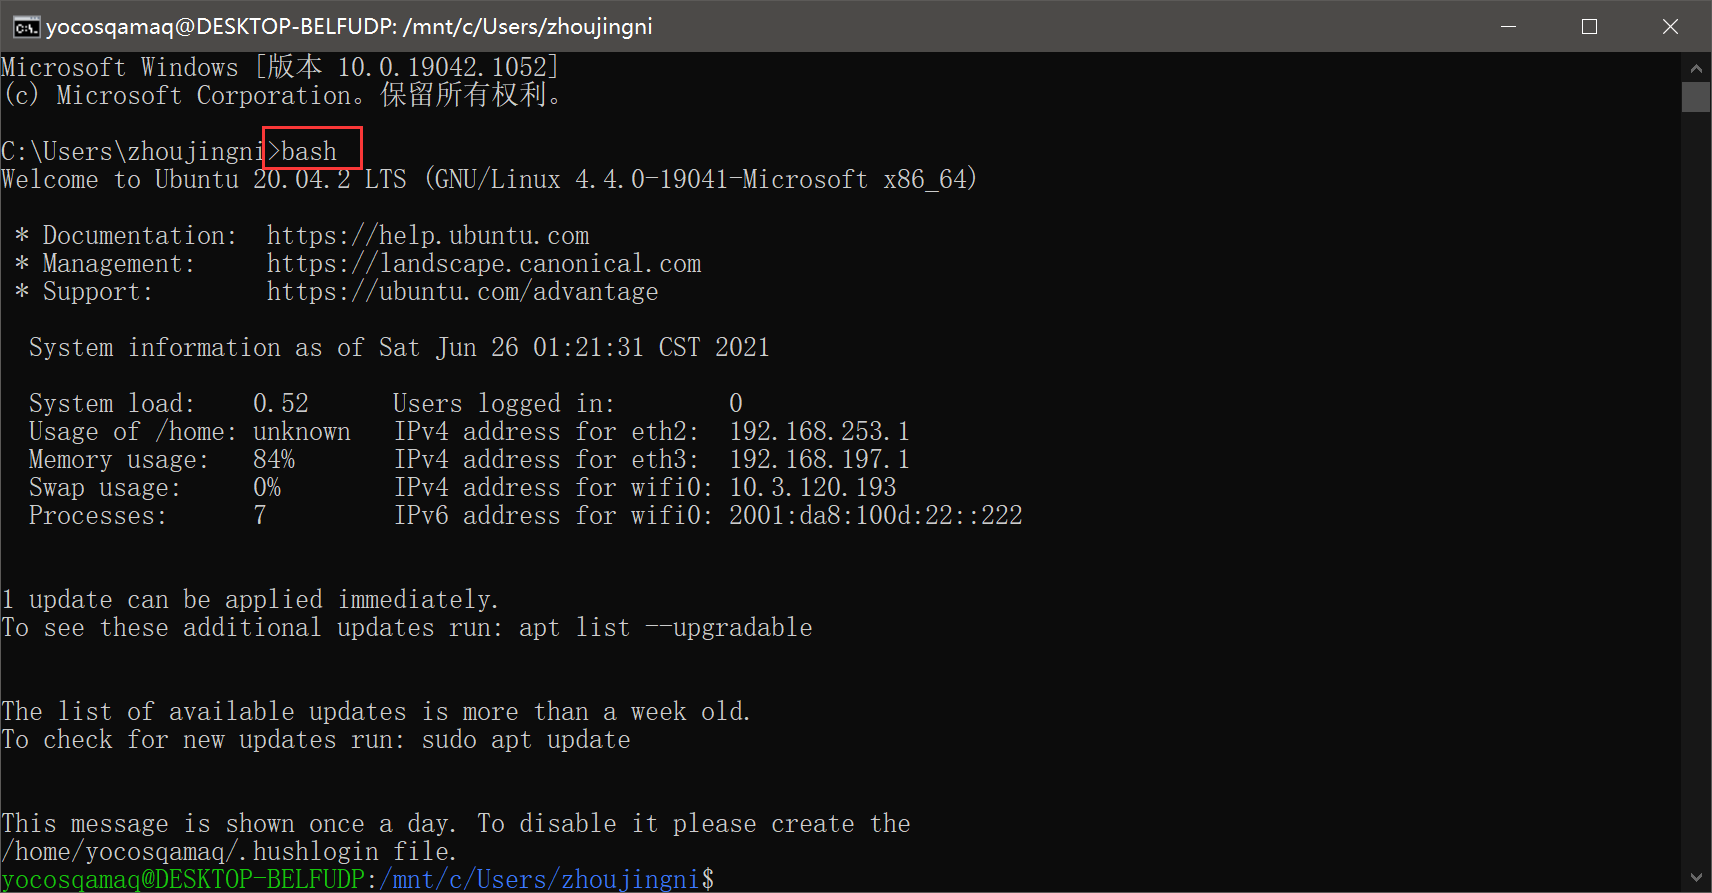 yocosqamaq@DESKTOP-BELFUDP: /mnt/c/Users/zhoujingni
Microsoft Windows [版本 10.0.19042.1052]
(c) Microsoft Corporation。保留所有权利。
C:\Users\zhoujingni>bash
Welcome to Ubuntu 20.04.2 LTS (GNU/Linux 4.4.0-19041-Microsoft x86_64)
* Documentation:  https://help.ubuntu.com
* Management:     https://landscape.canonical.com
* Support:        https://ubuntu.com/advantage
System information as of Sat Jun 26 01:21:31 CST 2021
System load:    0.52      Users logged in:        0
Usage of /home: unknown   IPv4 address for eth2:  192.168.253.1
Memory usage:   84%       IPv4 address for eth3:  192.168.197.1
Swap usage:     0%        IPv4 address for wifi0: 10.3.120.193
Processes:      7         IPv6 address for wifi0: 2001:da8:100d:22::222
1 update can be applied immediately.
To see these additional updates run: apt list --upgradable
The list of available updates is more than a week old.
To check for new updates run: sudo apt update
This message is shown once a day. To disable it please create the
/home/yocosqamaq/.hushlogin file.
yocosqamaq@DESKTOP-BELFUDP:/mnt/c/Users/zhoujingni$